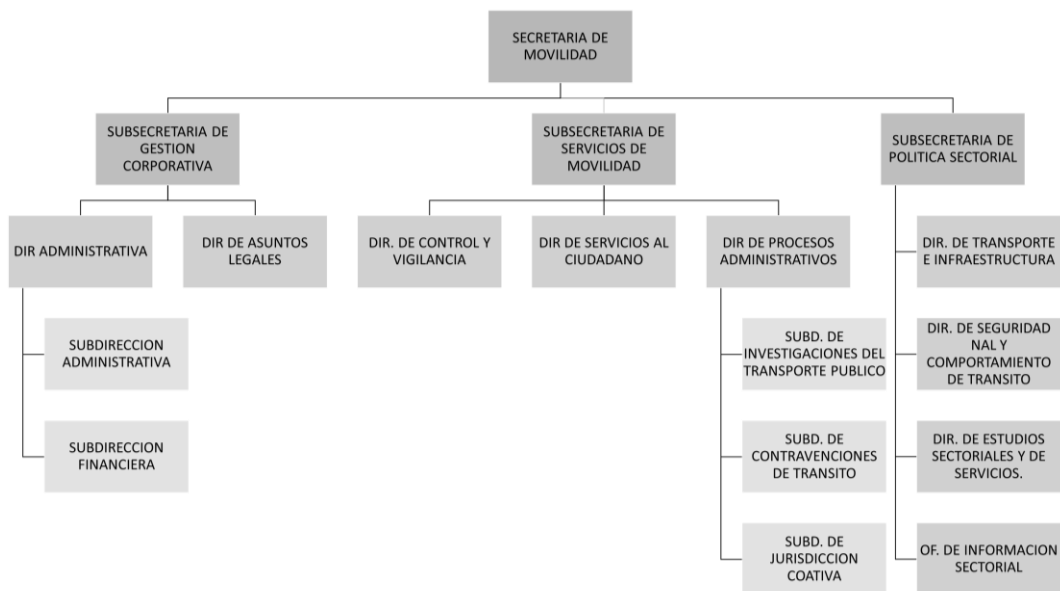 SECRETARIA DE
MOVILIDAD
SUBSECRETARIA DE
GESTION
CORPORATIVA
SUBSECRETARIA DE
SERVICIOS DE
MOVILIDAD
SUBSECRETARIA DE
POLITICA SECTORIAL
DIR ADMINISTRATIVA
DIR DE ASUNTOS
LEGALES
DIR. DE CONTROL Y
VIGILANCIA
DIR DE SERVICIOS AL
CIUDADANO
DIR DE PROCESOS
ADMINISTRATIVOS
DIR. DE TRANSPORTE
E INFRAESTRUCTURA
SUBDIRECCION
ADMINISTRATIVA
SUBD. DE
INVESTIGACIONES DEL
TRANSPORTE PUBLICO
DIR. DE SEGURIDAD
NAL Y
COMPORTAMIENTO
DE TRANSITO
SUBDIRECCION
FINANCIERA
SUBD. DE
CONTRAVENCIONES
DE TRANSITO
DIR. DE ESTUDIOS
SECTORIALES Y DE
SERVICIOS.
SUBD. DE
JURISDICCION
COATIVA
OF. DE INFORMACION
SECTORIAL